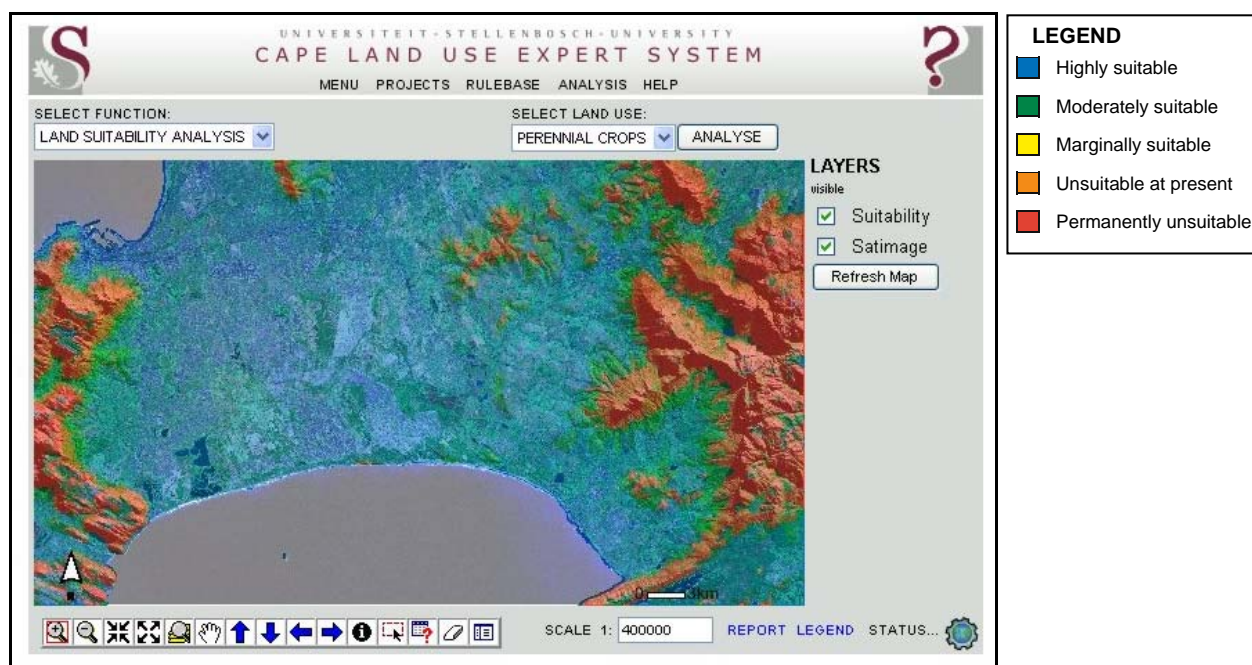 UNIVERSITEIT-STELLENBOSCH-UNIVERSITY
CAPE LAND USE EXPERT SYSTEM
MENU PROJECTS RULEBASE ANALYSIS HELP
SELECT FUNCTION:
LAND SUITABILITY ANALYSIS
SELECT LAND USE:
PERENNIAL CROPS
ANALYSE
LAYERS
visible
Suitability
Satimage
Refresh Map
0 3km
SCALE 1: 400000 REPORT LEGEND STATUS...
LEGEND
Highly suitable
Moderately suitable
Marginally suitable
Unsuitable at present
Permanently unsuitable